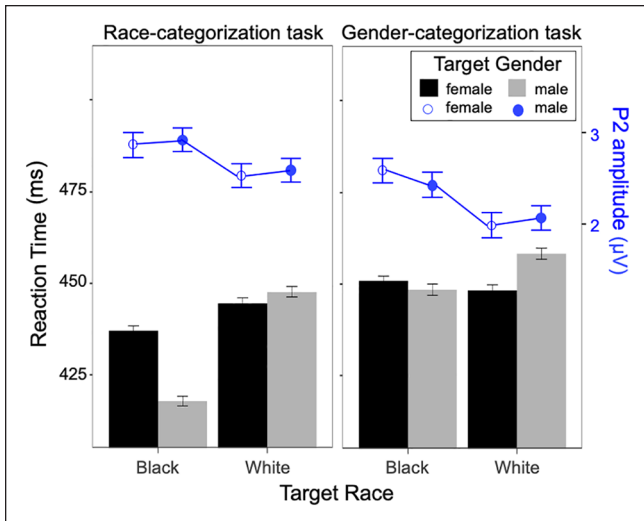 Race-categorization task
Gender-categorization task
Target Gender
female male
female male
Reaction Time (ms)
475
450
425
3
2
P2 amplitude (μV)
Black White
Black White
Target Race